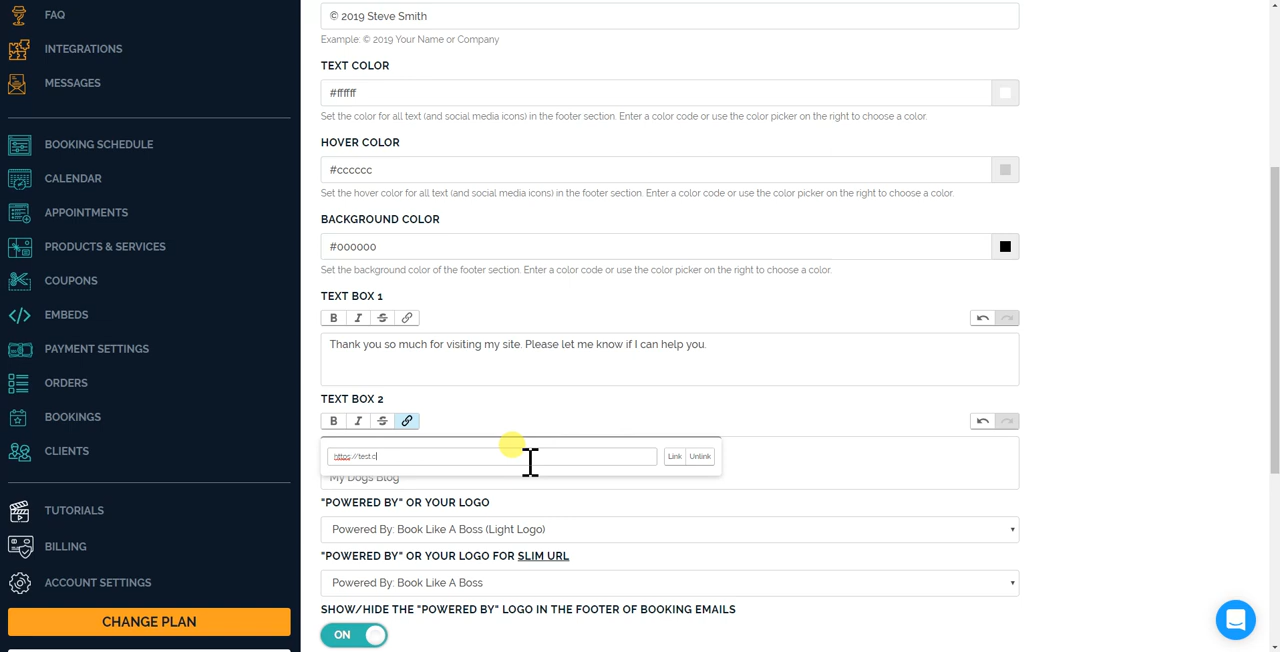 FAQ
INTEGRATIONS
MESSAGES
BOOKING SCHEDULE
CALENDAR
APPOINTMENTS
PRODUCTS & SERVICES
COUPONS
EMBEDS
PAYMENT SETTINGS
ORDERS
BOOKINGS
CLIENTS
TUTORIALS
BILLING
ACCOUNT SETTINGS
CHANGE PLAN
© 2019 Steve Smith
Example: © 2019 Your Name or Company
TEXT COLOR
#ffffff
Set the color for all text (and social media icons) in the footer section. Enter a color code or use the color picker on the right to choose a color.
HOVER COLOR
#cccccc
Set the hover color for all text (and social media icons) in the footer section. Enter a color code or use the color picker on the right to choose a color.
BACKGROUND COLOR
#000000
Set the background color of the footer section. Enter a color code or use the color picker on the right to choose a color.
TEXT BOX 1
B I S
Thank you so much for visiting my site. Please let me know if I can help you.
TEXT BOX 2
B I S
https://test.c Link Unlink
My Dogs Blog
"POWERED BY" OR YOUR LOGO
Powered By: Book Like A Boss (Light Logo)
"POWERED BY" OR YOUR LOGO FOR SLIM URL
Powered By: Book Like A Boss
SHOW/HIDE THE "POWERED BY" LOGO IN THE FOOTER OF BOOKING EMAILS
ON